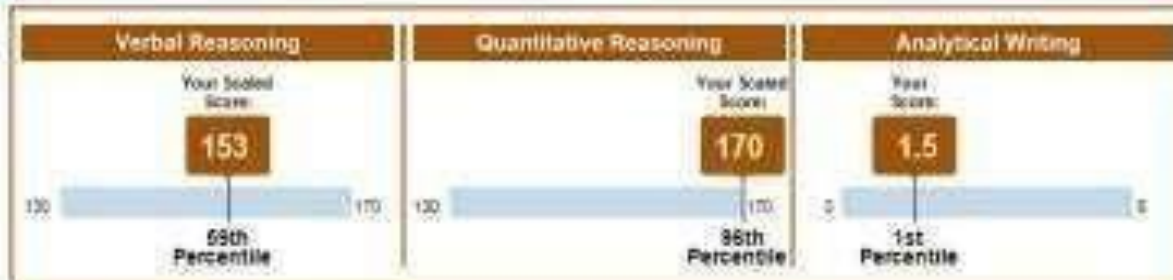 Verbal Reasoning
Your Scaled
Score:
153
130
170
59th
Percentile
Quantitative Reasoning
Your Scaled
Score:
170
130
170
96th
Percentile
Analytical Writing
Your
Score:
1.5
0
6
1st
Percentile